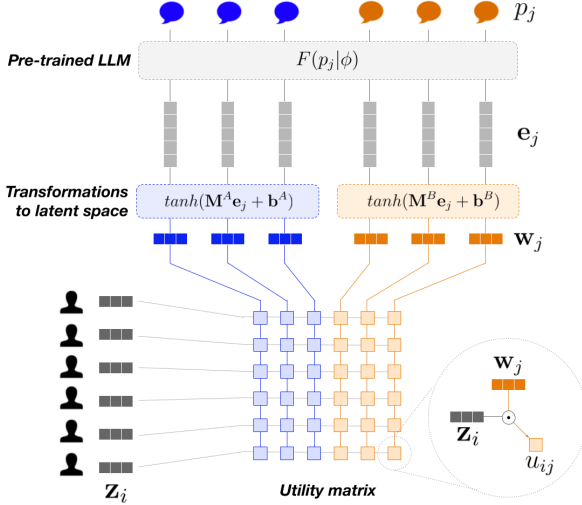 p_j
Pre-trained LLM
F(p_j|ϕ)
e_j
Transformations
to latent space
tanh(M^A e_j + b^A)
tanh(M^B e_j + b^B)
w_j
w_j
z_i
u_ij
z_i
Utility matrix